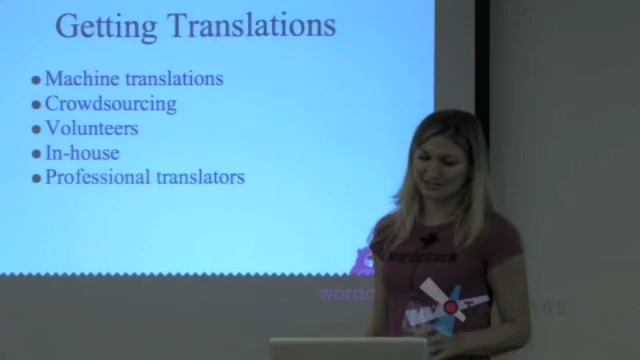 Getting Translations
Machine translations
Crowdsourcing
Volunteers
In-house
Professional translators